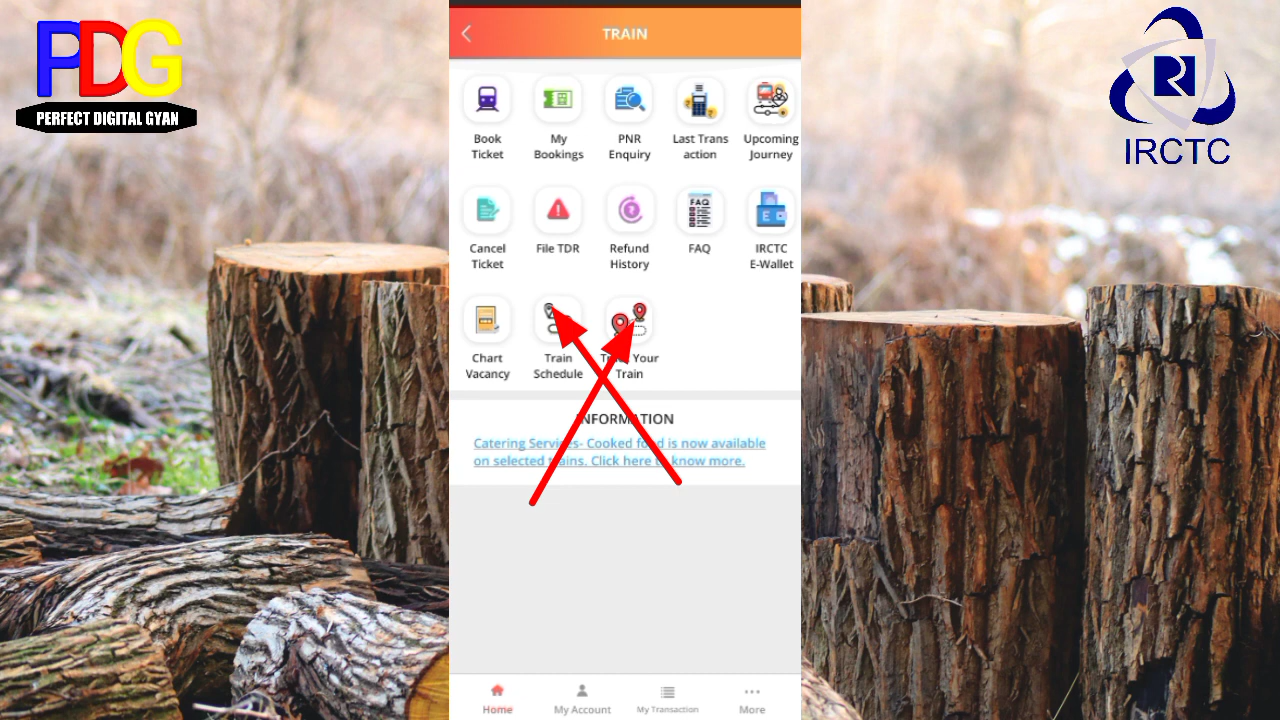 PDG
PERFECT DIGITAL GYAN
IRCTC
TRAIN
Book
Ticket
My
Bookings
PNR
Enquiry
Last Trans
action
Upcoming
Journey
Cancel
Ticket
File TDR
Refund
History
FAQ
FAQ
IRCTC
E-Wallet
Chart
Vacancy
Train
Schedule
Your
Train
INFORMATION
Catering Services- Cooked food is now available
on selected trains. Click here to know more.
Home
My Account
My Transaction
More